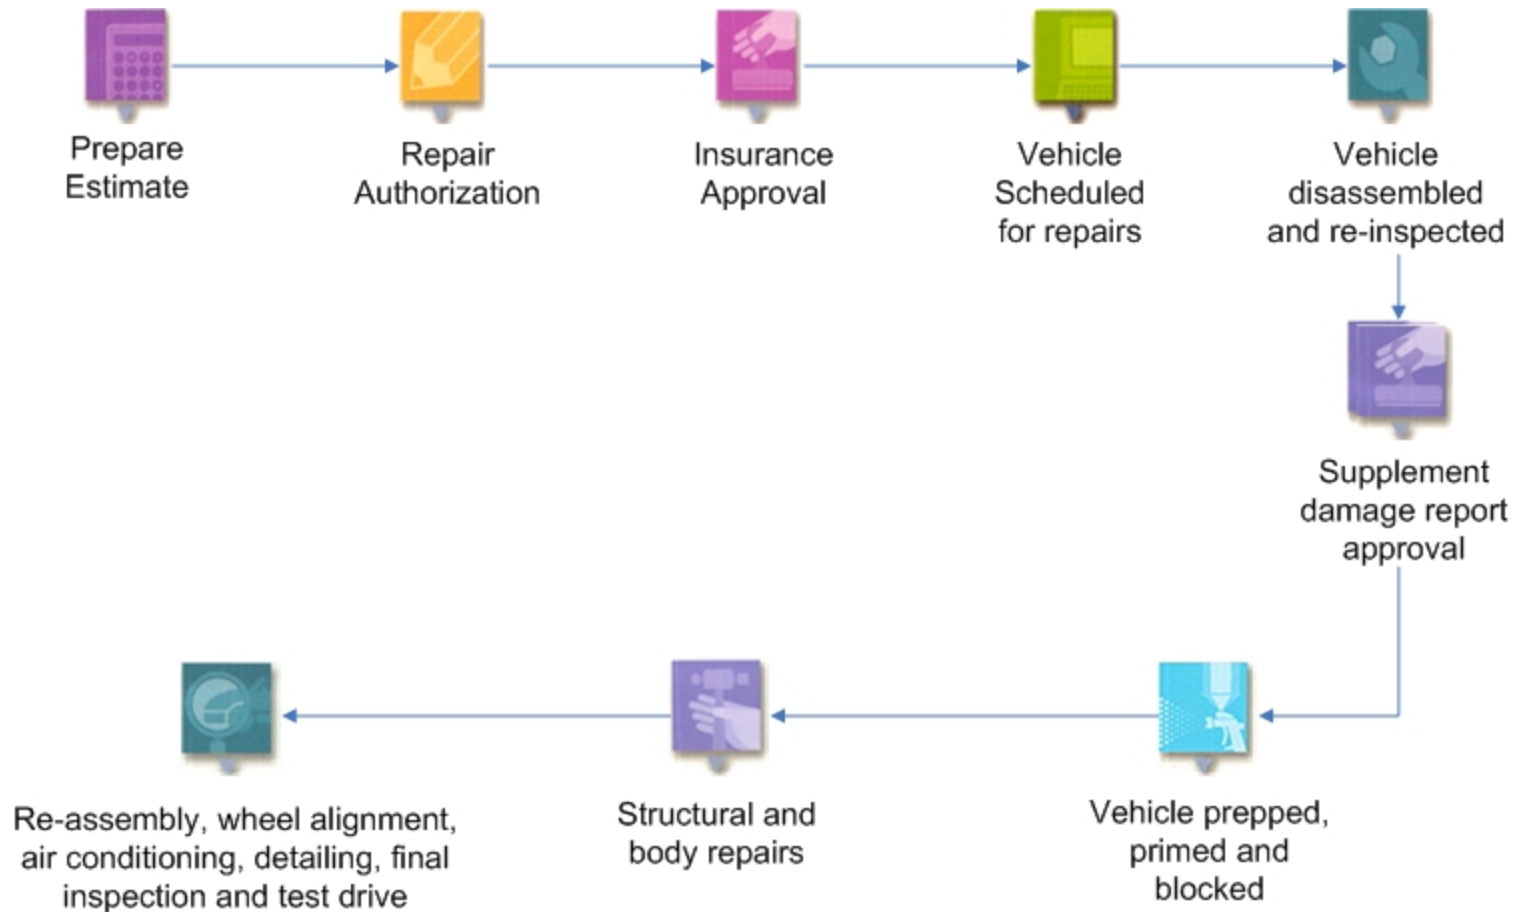 Prepare
Estimate
Repair
Authorization
Insurance
Approval
Vehicle
Scheduled
for repairs
Vehicle
disassembled
and re-inspected
Supplement
damage report
approval
Vehicle prepped,
primed and
blocked
Structural and
body repairs
Re-assembly, wheel alignment,
air conditioning, detailing, final
inspection and test drive